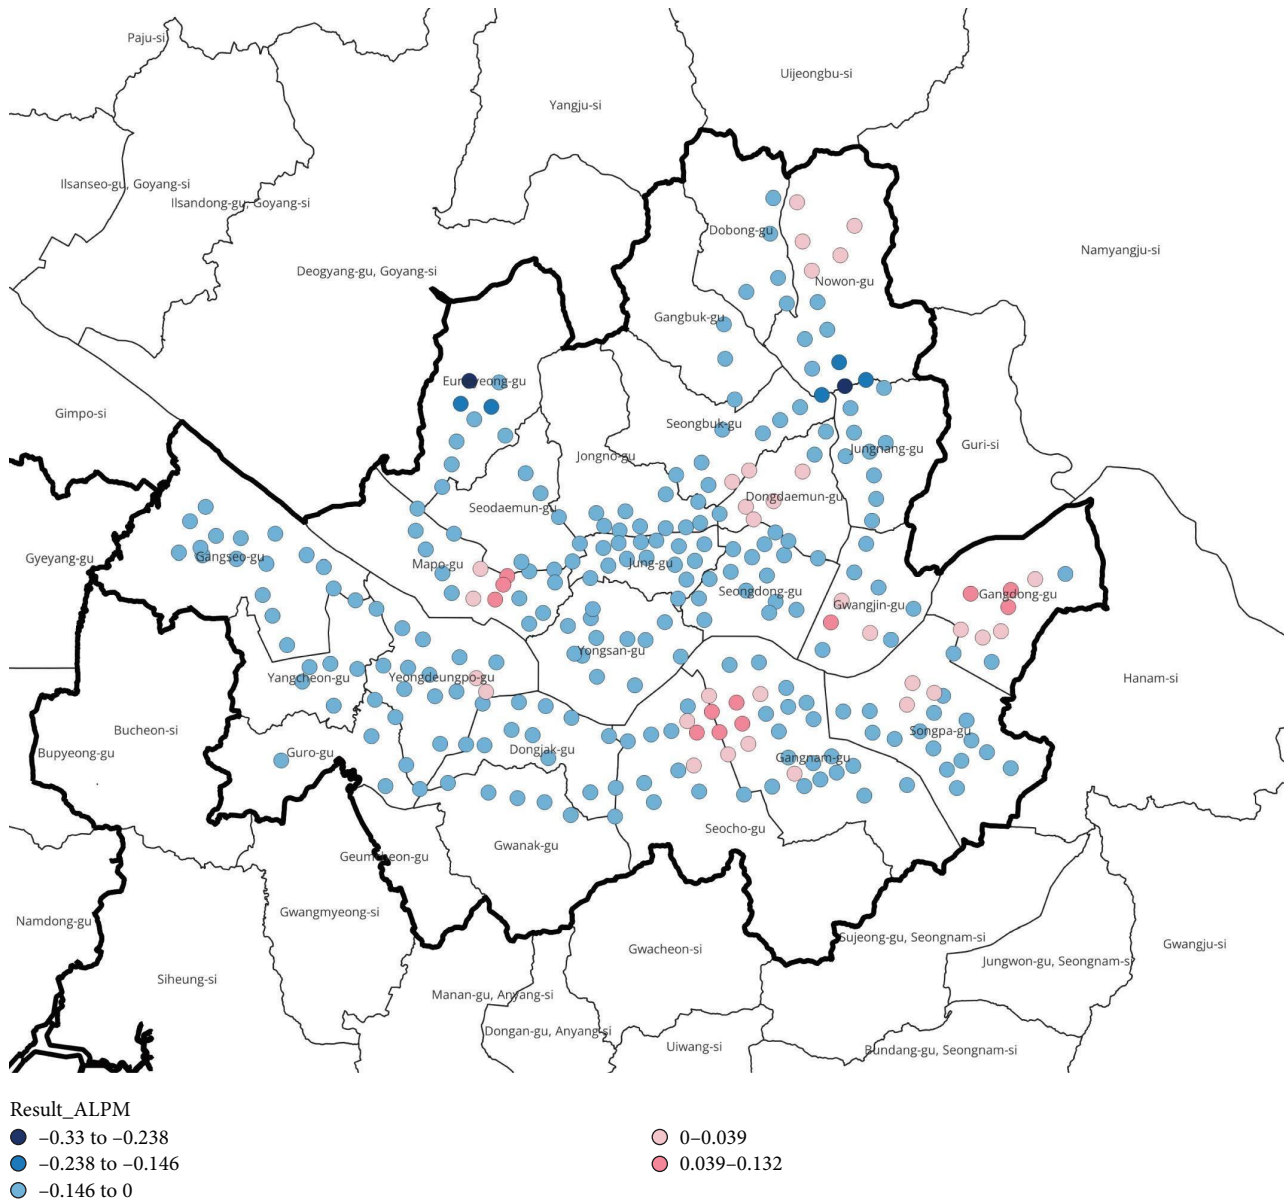 Paju-si
Uijeongbu-si
Yangju-si
Ilsanseo-gu, Goyang-si
Ilsandong-gu, Goyang-si
Dobong-gu
Namyangju-si
Deogyang-gu, Goyang-si
Nowon-gu
Gangbuk-gu
Eunpyeong-gu
Gimpo-si
Seongbuk-gu
Guri-si
Jungnang-gu
Jongno-gu
Dongdaemun-gu
Seodaemun-gu
Gyeyang-gu
Gangseo-gu
Mapo-gu
Jung-gu
Seongdong-gu
Gangdong-gu
Gwangjin-gu
Yongsan-gu
Yangcheon-gu
Yeongdeungpo-gu
Hanam-si
Bucheon-si
Songpa-gu
Bupyeong-gu
Guro-gu
Dongjak-gu
Gangnam-gu
Seocho-gu
Gwanak-gu
Geumcheon-gu
Gwangmyeong-si
Namdong-gu
Sujeong-gu, Seongnam-si
Gwangju-si
Gwacheon-si
Jungwon-gu, Seongnam-si
Siheung-si
Manan-gu, Anyang-si
Dongan-gu, Anyang-si
Uiwang-si
Bundang-gu, Seongnam-si
Result_ALPM
–0.33 to –0.238
–0.238 to –0.146
–0.146 to 0
0–0.039
0.039–0.132